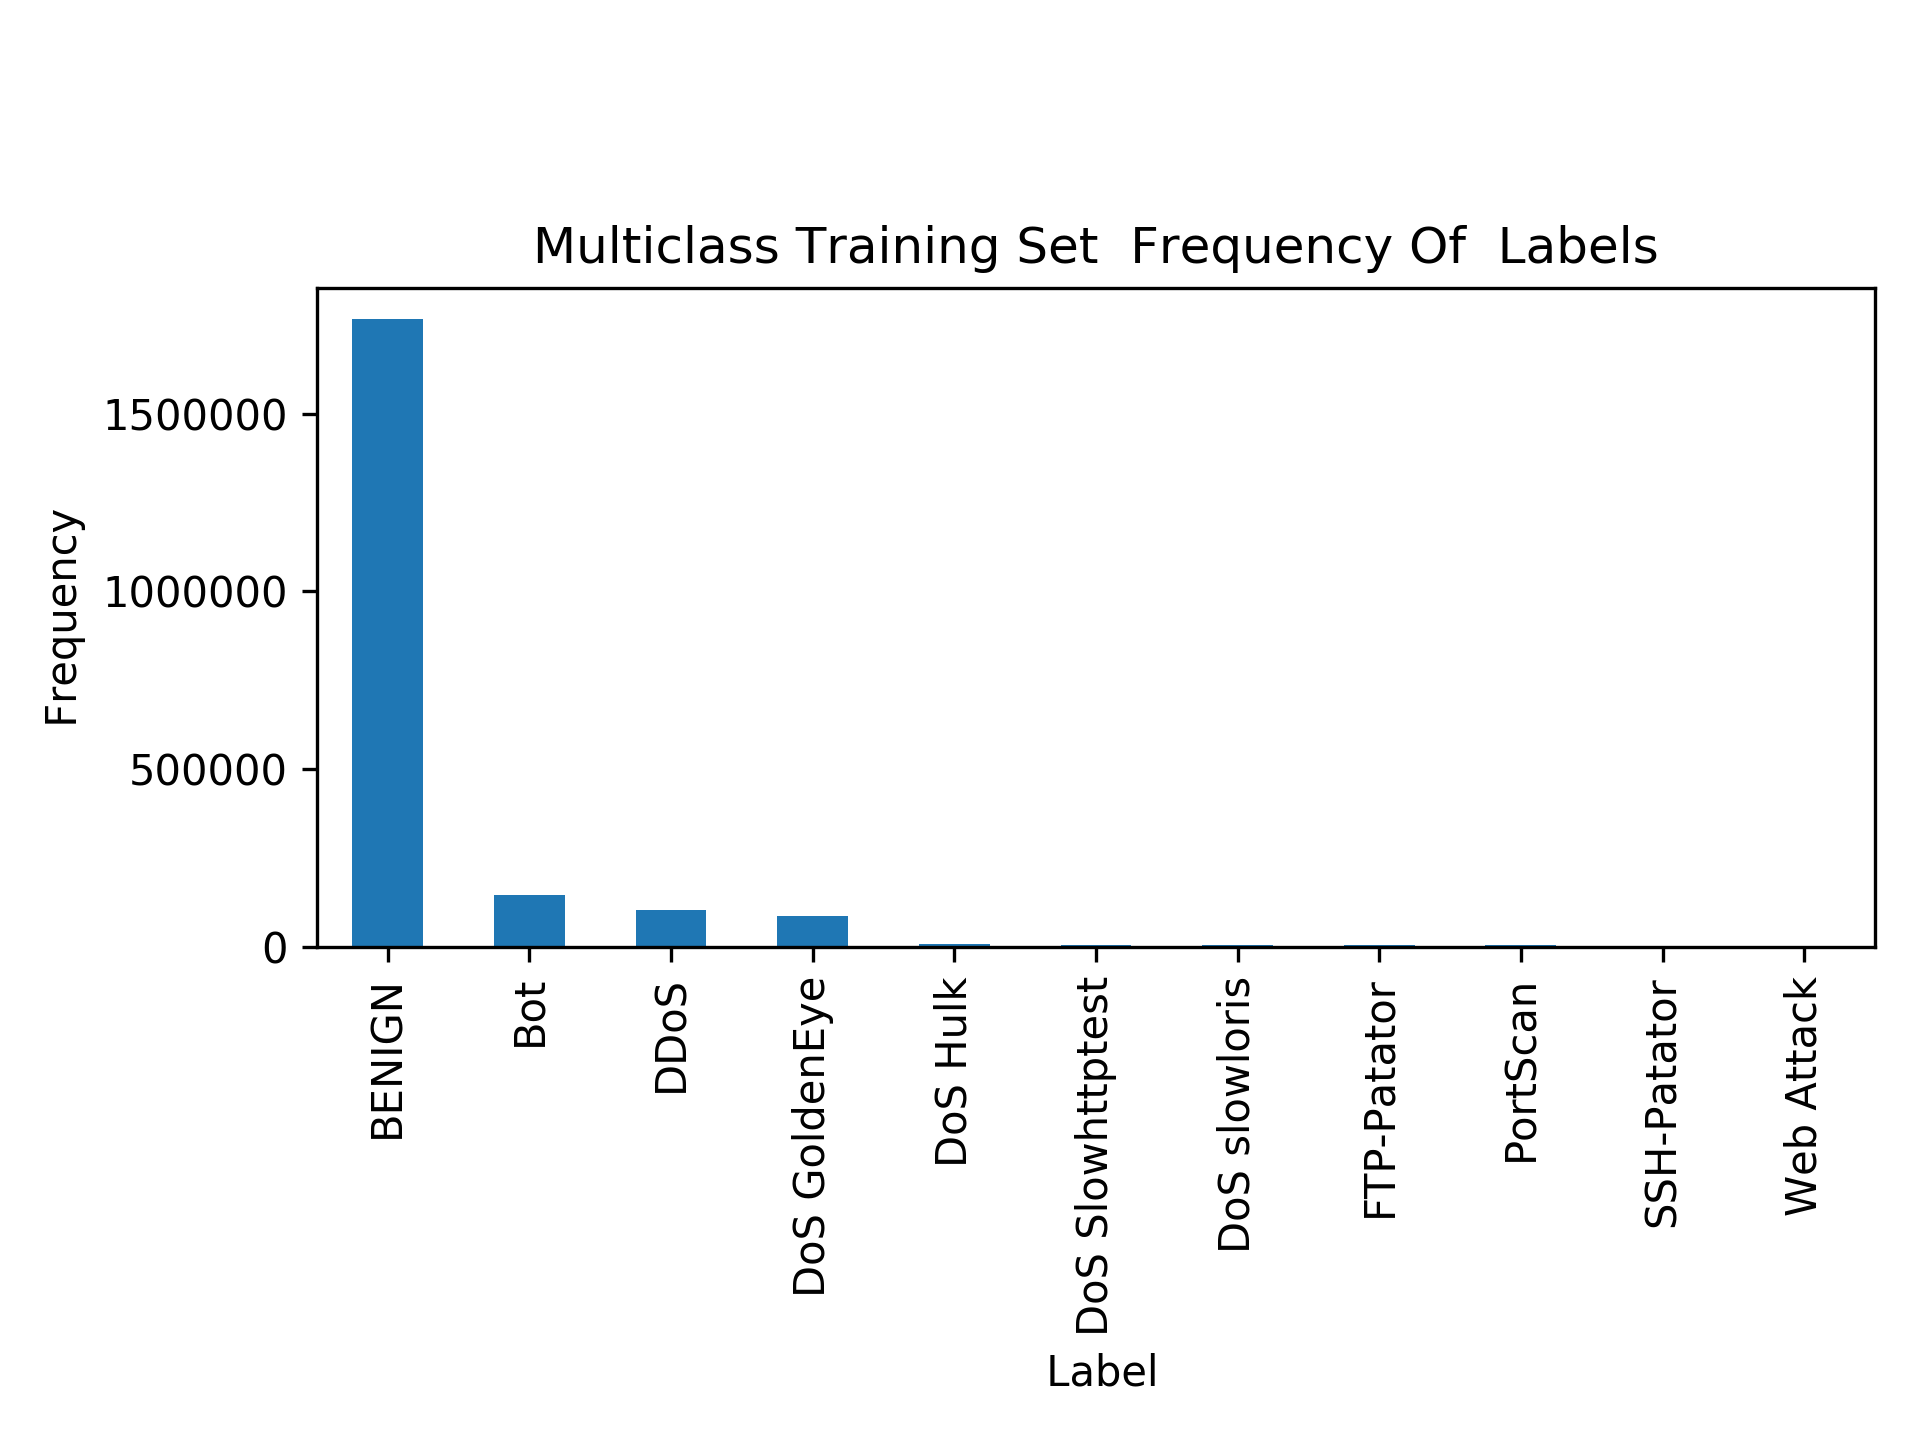 Multiclass Training Set  Frequency Of  Labels
Frequency
1500000
1000000
500000
0
BENIGN
Bot
DDoS
DoS GoldenEye
DoS Hulk
DoS Slowhttptest
DoS slowloris
FTP-Patator
PortScan
SSH-Patator
Web Attack
Label